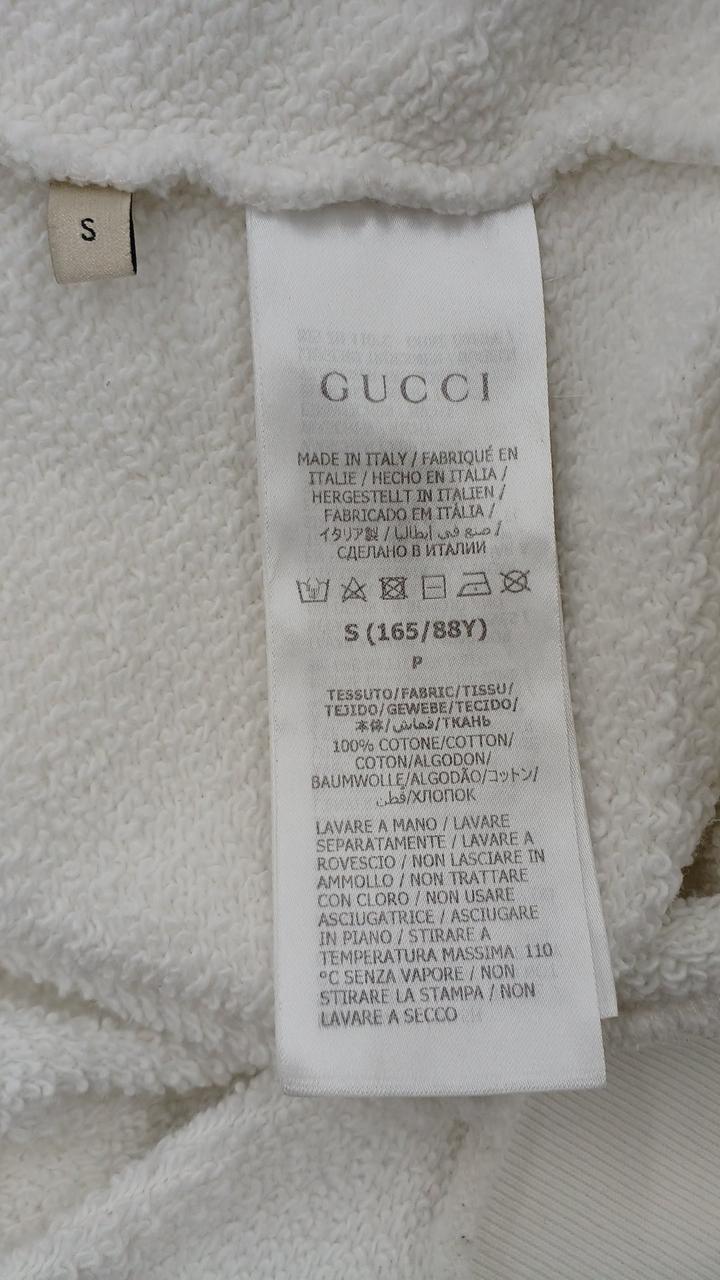 S
GUCCI
MADE IN ITALY / FABRIQUÉ EN
ITALIE / HECHO EN ITALIA /
HERGESTELLT IN ITALIEN /
FABRICADO EM ITÁLIA /
イタリア製 / صنع في إيطاليا /
СДЕЛАНО В ИТАЛИИ
S (165/88Y)
P
TESSUTO/FABRIC/TISSU/
TEJIDO/GEWEBE/TECIDO/
本体/قماش/ТКАНЬ
100% COTONE/COTTON/
COTON/ALGODON/
BAUMWOLLE/ALGODÃO/コットン/
قطن/ХЛОПОК
LAVARE A MANO / LAVARE
SEPARATAMENTE / LAVARE A
ROVESCIO / NON LASCIARE IN
AMMOLLO / NON TRATTARE
CON CLORO / NON USARE
ASCIUGATRICE / ASCIUGARE
IN PIANO / STIRARE A
TEMPERATURA MASSIMA 110
°C SENZA VAPORE / NON
STIRARE LA STAMPA / NON
LAVARE A SECCO